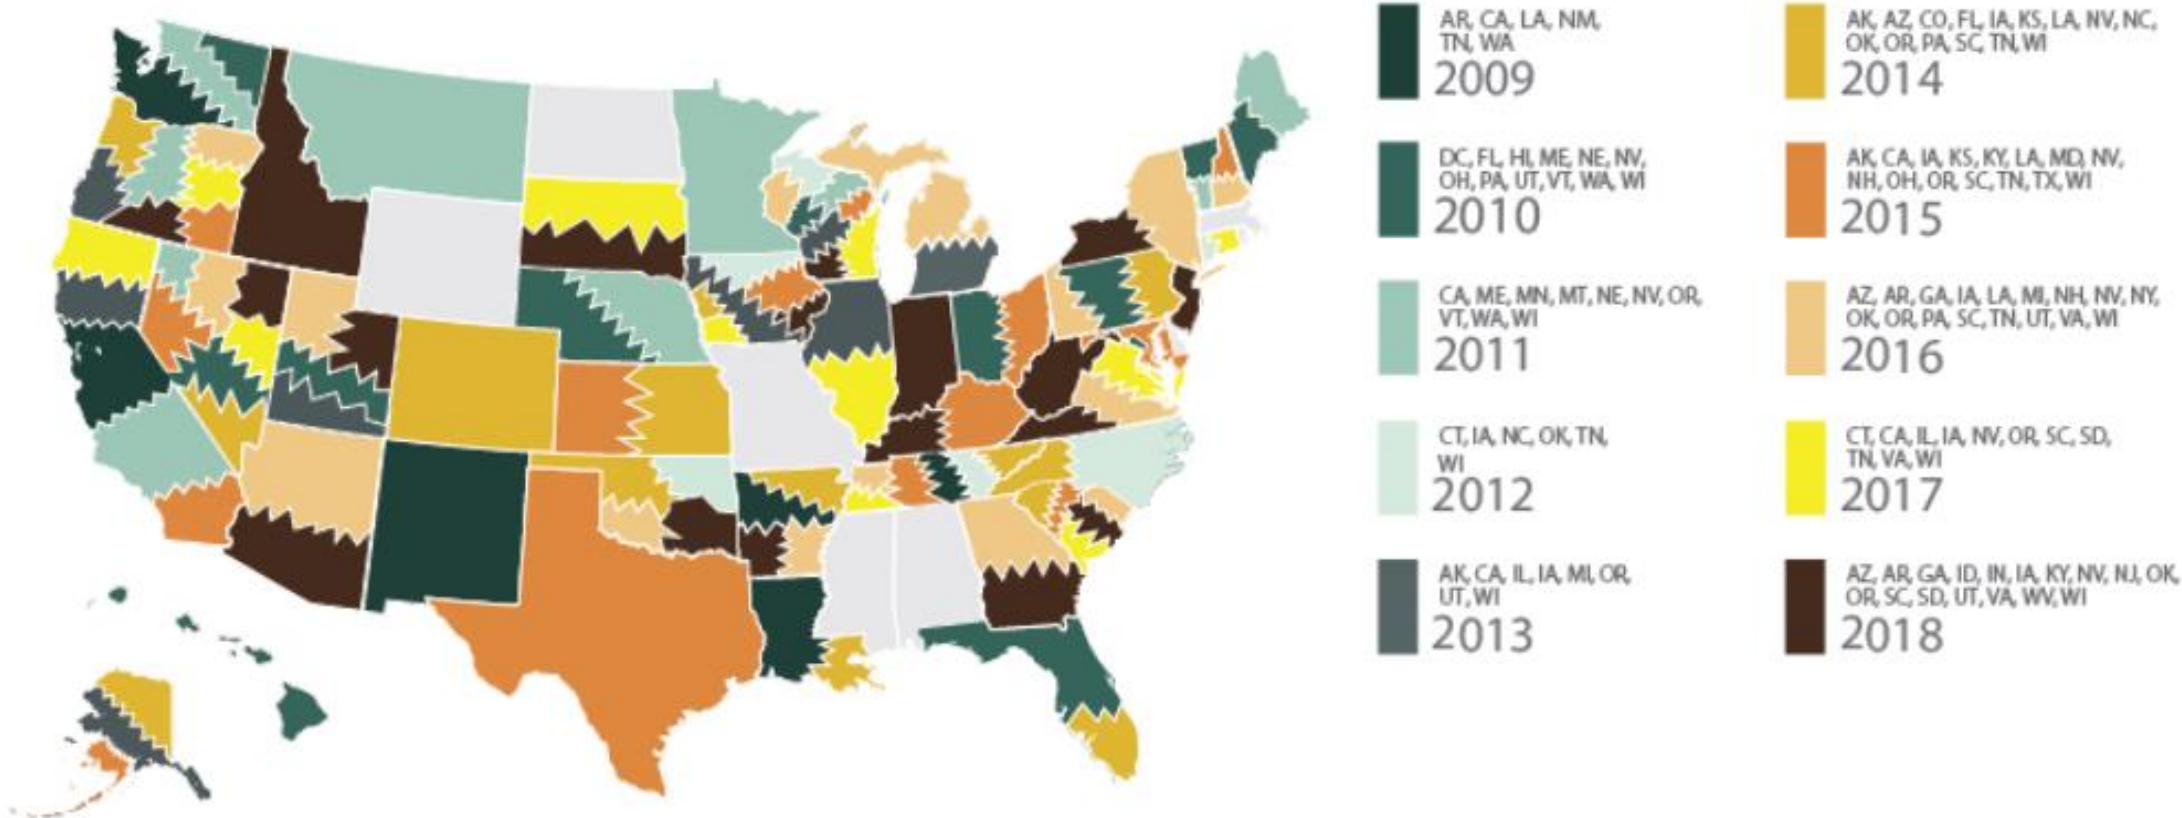 AR, CA, LA, NM,
TN, WA
2009
DC, FL, HI, ME, NE, NV,
OH, PA, UT, VT, WA, WI
2010
CA, ME, MN, MT, NE, NV, OR,
VT, WA, WI
2011
CT, IA, NC, OK, TN,
WI
2012
AK, CA, IL, IA, MI, OR,
UT, WI
2013
AK, AZ, CO, FL, IA, KS, LA, NV, NC,
OK, OR, PA, SC, TN, WI
2014
AK, CA, IA, KS, KY, LA, MD, NV,
NH, OH, OR, SC, TN, TX, WI
2015
AZ, AR, GA, IA, LA, MI, NH, NV, NY,
OK, OR, PA, SC, TN, UT, VA, WI
2016
CT, CA, IL, IA, NV, OR, SC, SD,
TN, VA, WI
2017
AZ, AR, GA, ID, IN, IA, KY, NV, NJ, OK,
OR, SC, SD, UT, VA, WV, WI
2018